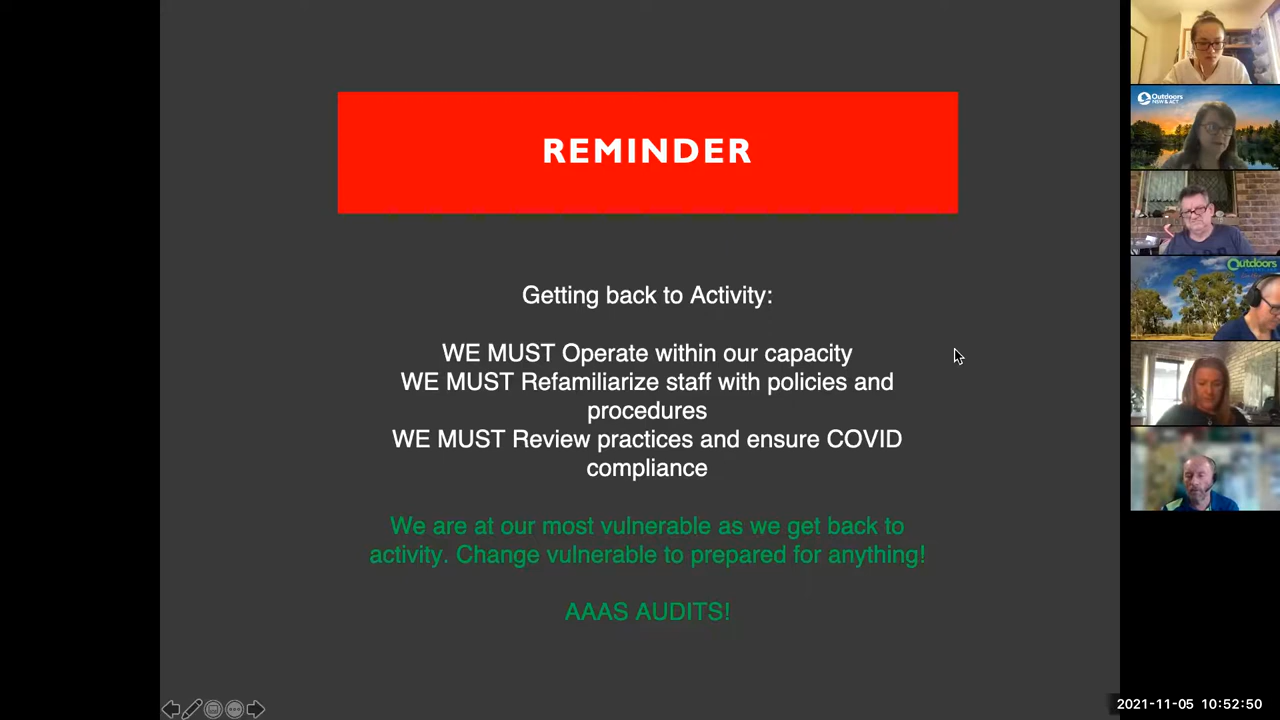 REMINDER
Getting back to Activity:
WE MUST Operate within our capacity
WE MUST Refamiliarize staff with policies and
procedures
WE MUST Review practices and ensure COVID
compliance
We are at our most vulnerable as we get back to
activity. Change vulnerable to prepared for anything!
AAAS AUDITS!
Outdoors
NSW & ACT
Outdoors
2021-11-05 10:52:50